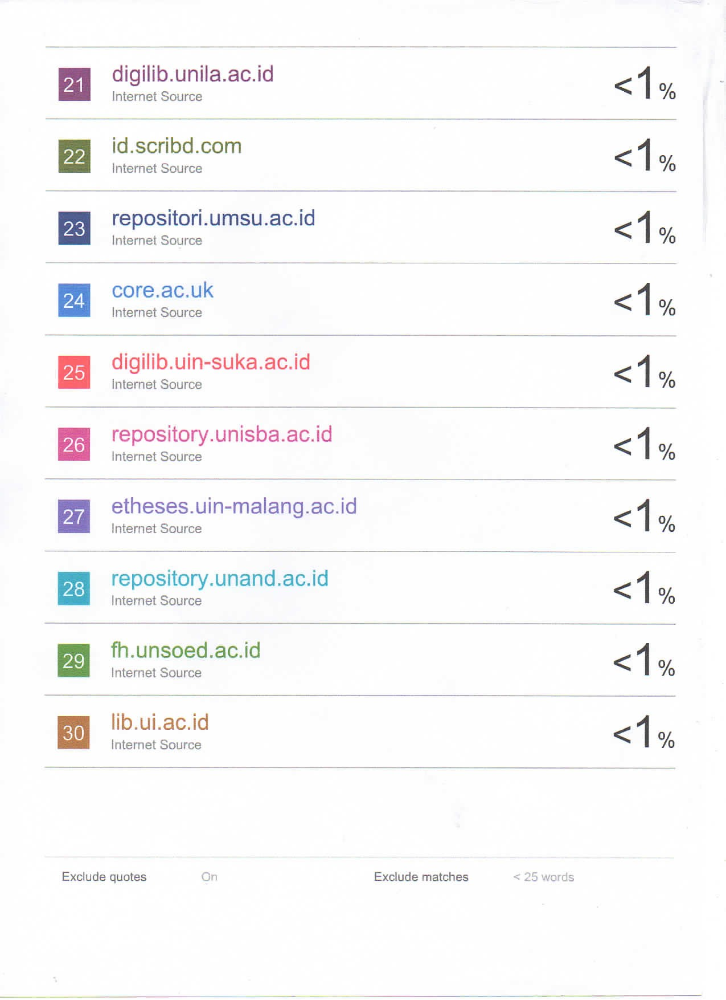 21 digilib.unila.ac.id <1%
Internet Source
22 id.scribd.com <1%
Internet Source
23 repositori.umsu.ac.id <1%
Internet Source
24 core.ac.uk <1%
Internet Source
25 digilib.uin-suka.ac.id <1%
Internet Source
26 repository.unisba.ac.id <1%
Internet Source
27 etheses.uin-malang.ac.id <1%
Internet Source
28 repository.unand.ac.id <1%
Internet Source
29 fh.unsoed.ac.id <1%
Internet Source
30 lib.ui.ac.id <1%
Internet Source
Exclude quotes On Exclude matches < 25 words